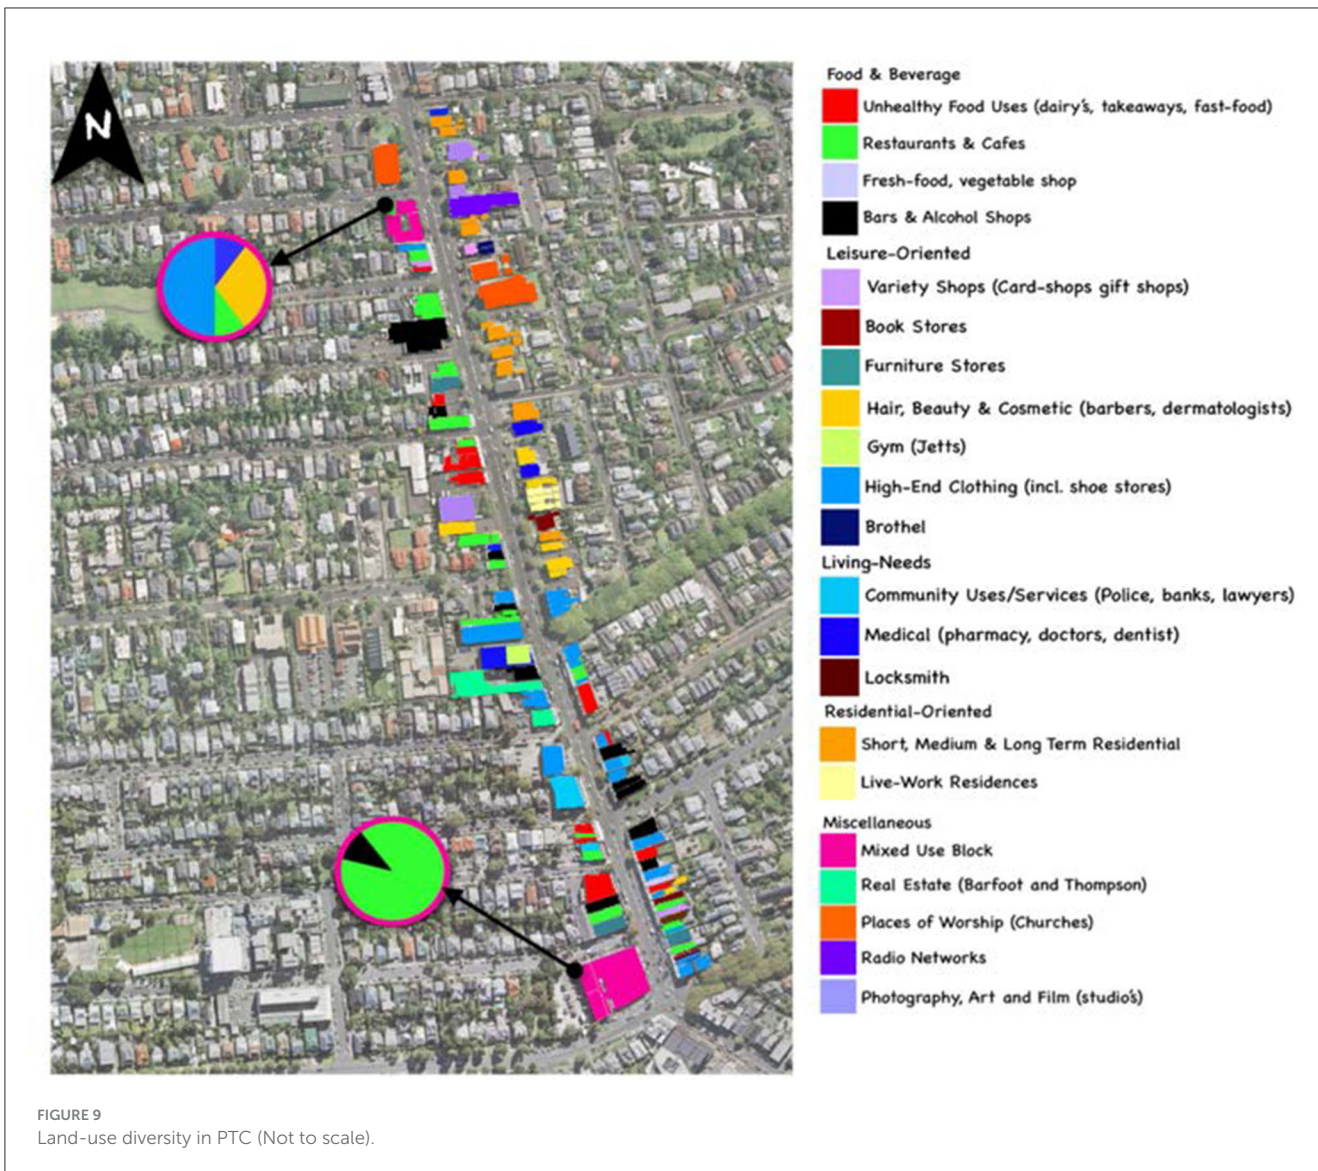 N
Food & Beverage
Unhealthy Food Uses (dairy's, takeaways, fast-food)
Restaurants & Cafes
Fresh-food, vegetable shop
Bars & Alcohol Shops
Leisure-Oriented
Variety Shops (Card-shops gift shops)
Book Stores
Furniture Stores
Hair, Beauty & Cosmetic (barbers, dermatologists)
Gym (Jetts)
High-End Clothing (incl. shoe stores)
Brothel
Living-Needs
Community Uses/Services (Police, banks, lawyers)
Medical (pharmacy, doctors, dentist)
Locksmith
Residential-Oriented
Short, Medium & Long Term Residential
Live-Work Residences
Miscellaneous
Mixed Use Block
Real Estate (Barfoot and Thompson)
Places of Worship (Churches)
Radio Networks
Photography, Art and Film (studio's)
FIGURE 9
Land-use diversity in PTC (Not to scale).